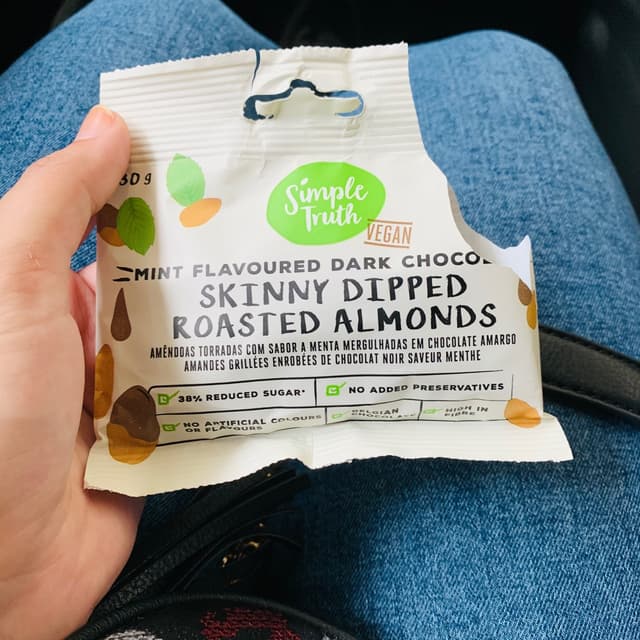 30 g
Simple
Truth
VEGAN
MINT FLAVOURED DARK CHOCOL
SKINNY DIPPED
ROASTED ALMONDS
AMÊNDOAS TORRADAS COM SABOR A MENTA MERGULHADAS EM CHOCOLATE AMARGO
AMANDES GRILLÉES ENROBÉES DE CHOCOLAT NOIR SAVEUR MENTHE
38% REDUCED SUGAR* NO ADDED PRESERVATIVES
NO ARTIFICIAL COLOURS BELGIAN HIGH IN
OR FLAVOURS CHOCOLATE FIBRE